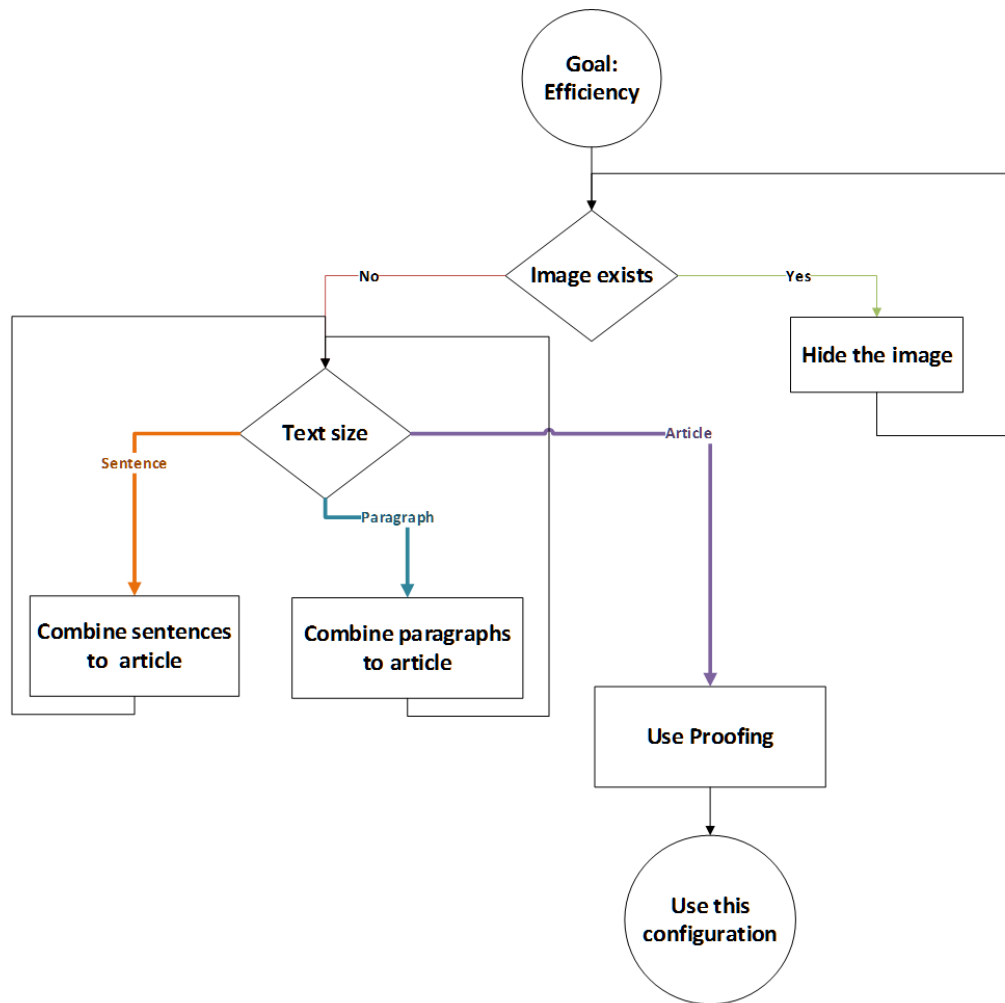 Goal:
Efficiency
Image exists
No
Yes
Hide the image
Text size
Sentence
Paragraph
Article
Combine sentences
to article
Combine paragraphs
to article
Use Proofing
Use this
configuration